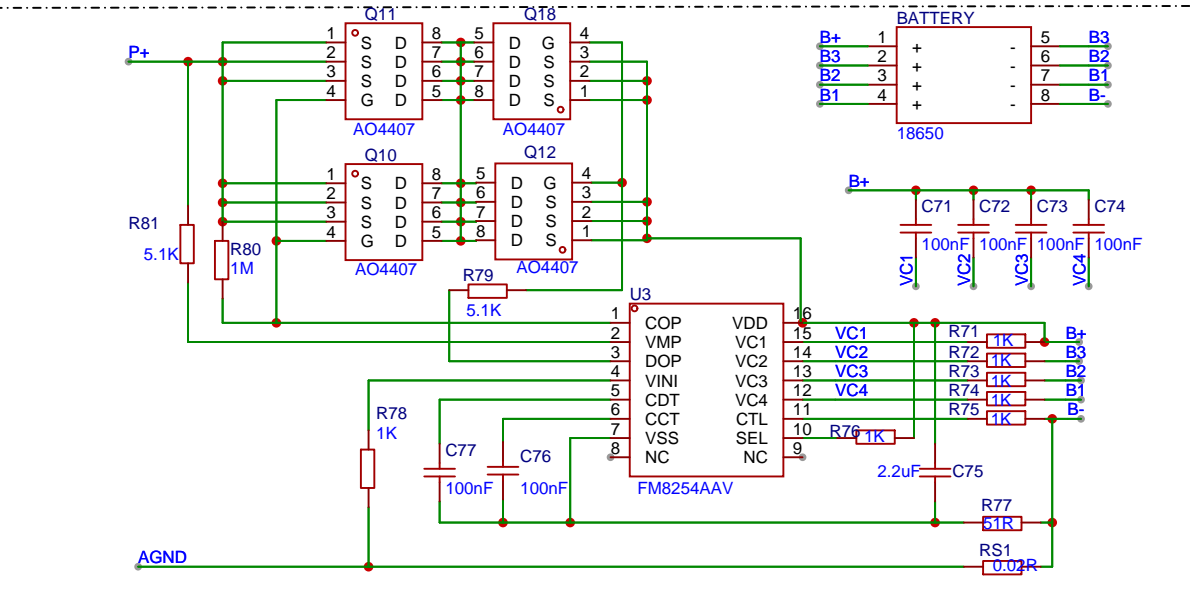 Q11
Q18
BATTERY
P+
1 S D 8 5 D G 4
2 S D 7 6 D S 3
3 S D 6 7 D S 2
4 G D 5 8 D S 1
AO4407
AO4407
B+ 1 + - 5 B3
B3 2 + - 6 B2
B2 3 + - 7 B1
B1 4 + - 8 B-
18650
Q10
Q12
1 S D 8 5 D G 4
2 S D 7 6 D S 3
3 S D 6 7 D S 2
4 G D 5 8 D S 1
AO4407
AO4407
B+
C71 C72 C73 C74
100nF 100nF 100nF 100nF
VC1 VC2 VC3 VC4
R81
5.1K
R80
1M
R79
5.1K
U3
1 COP VDD 16
2 VMP VC1 15 VC1 R71 1K B+
3 DOP VC2 14 VC2 R72 1K B3
4 VINI VC3 13 VC3 R73 1K B2
5 CDT VC4 12 VC4 R74 1K B1
6 CCT CTL 11 R75 1K B-
7 VSS SEL 10 R76 1K
8 NC NC 9
FM8254AAV
R78
1K
C77
100nF
C76
100nF
2.2uF C75
R77
51R
RS1
0.02R
AGND